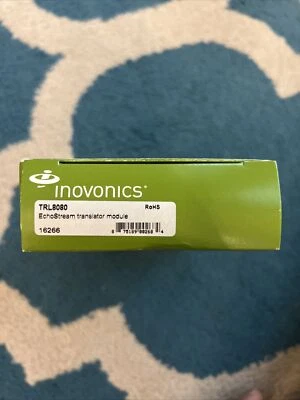 inovonics®
TRL8080 RoHS
EchoStream translator module
16266